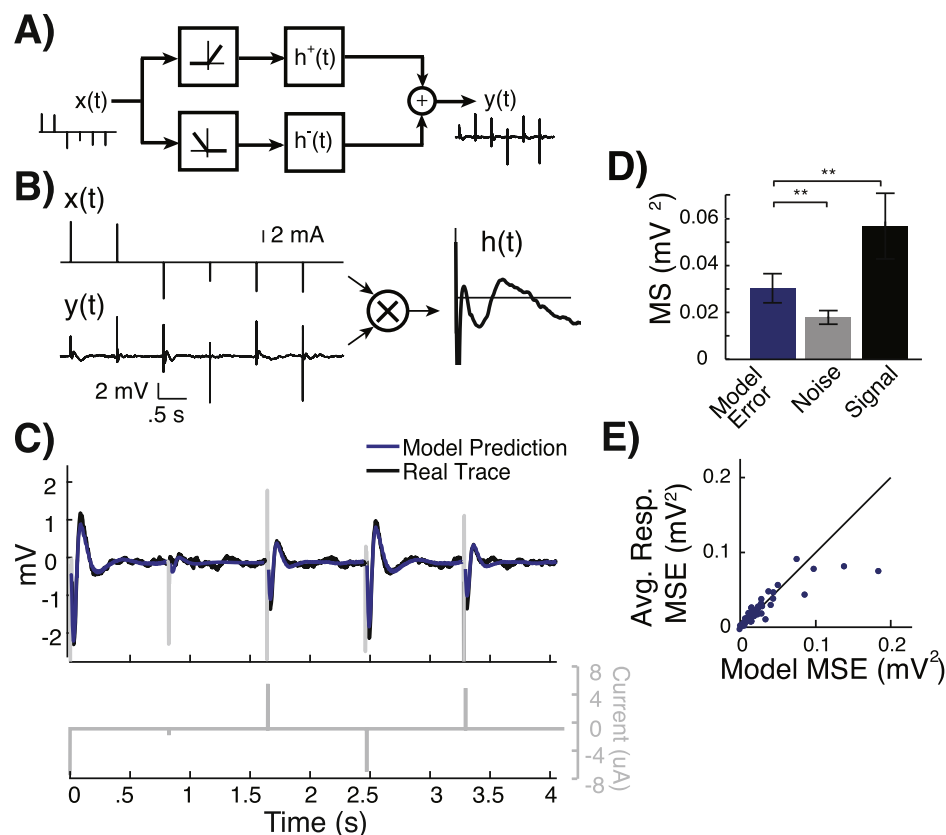 A)
x(t)
h⁺(t)
h⁻(t)
+
y(t)
B)
x(t)
2 mA
y(t)
2 mV
.5 s
h(t)
C)
Model Prediction
Real Trace
mV
2
1
0
-1
-2
8
4
0
-4
-8
Current (uA)
0 .5 1 1.5 2 2.5 3 3.5 4
Time (s)
D)
MS (mV ²)
0.06
0.04
0.02
0
**
**
Model
Error
Noise
Signal
E)
Avg. Resp.
MSE (mV²)
0.2
0.1
0
0 0.1 0.2
Model MSE (mV²)